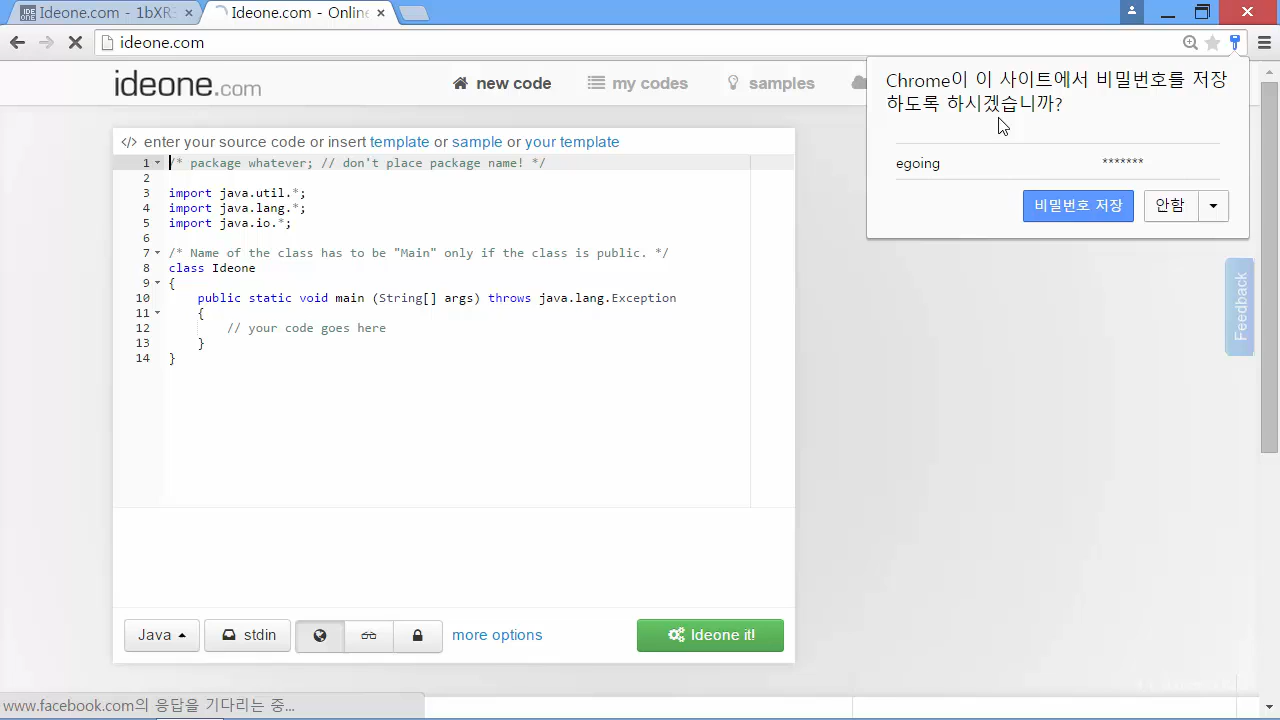 Ideone.com - 1bXR
Ideone.com - Onlin
ideone.com
ideone.com
new code
my codes
samples
Chrome이 이 사이트에서 비밀번호를 저장
하도록 하시겠습니까?
egoing *******
비밀번호 저장 안함
</> enter your source code or insert template or sample or your template
1 /* package whatever; // don't place package name! */
2
3 import java.util.*;
4 import java.lang.*;
5 import java.io.*;
6
7 /* Name of the class has to be "Main" only if the class is public. */
8 class Ideone
9 {
10 public static void main (String[] args) throws java.lang.Exception
11 {
12 // your code goes here
13 }
14 }
Feedback
Java stdin more options Ideone it!
www.facebook.com의 응답을 기다리는 중...